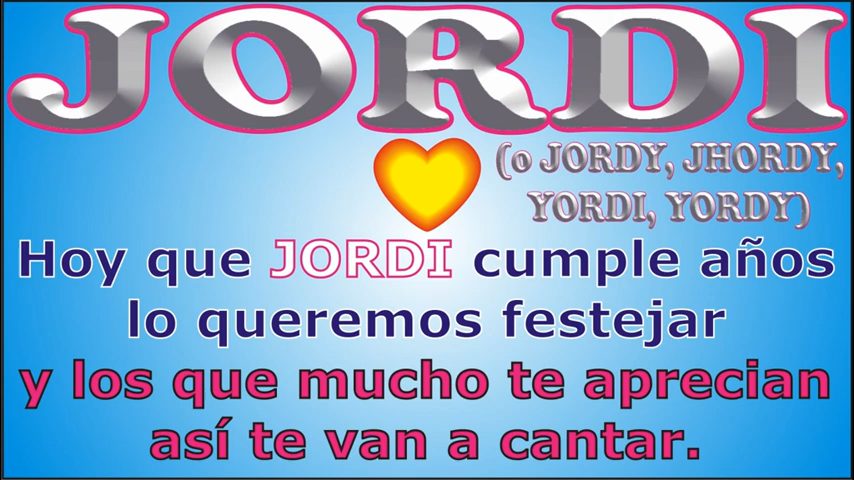 JORDI
(o JORDY, JHORDY,
YORDI, YORDY)
Hoy que JORDI cumple años
lo queremos festejar
y los que mucho te aprecian
así te van a cantar.